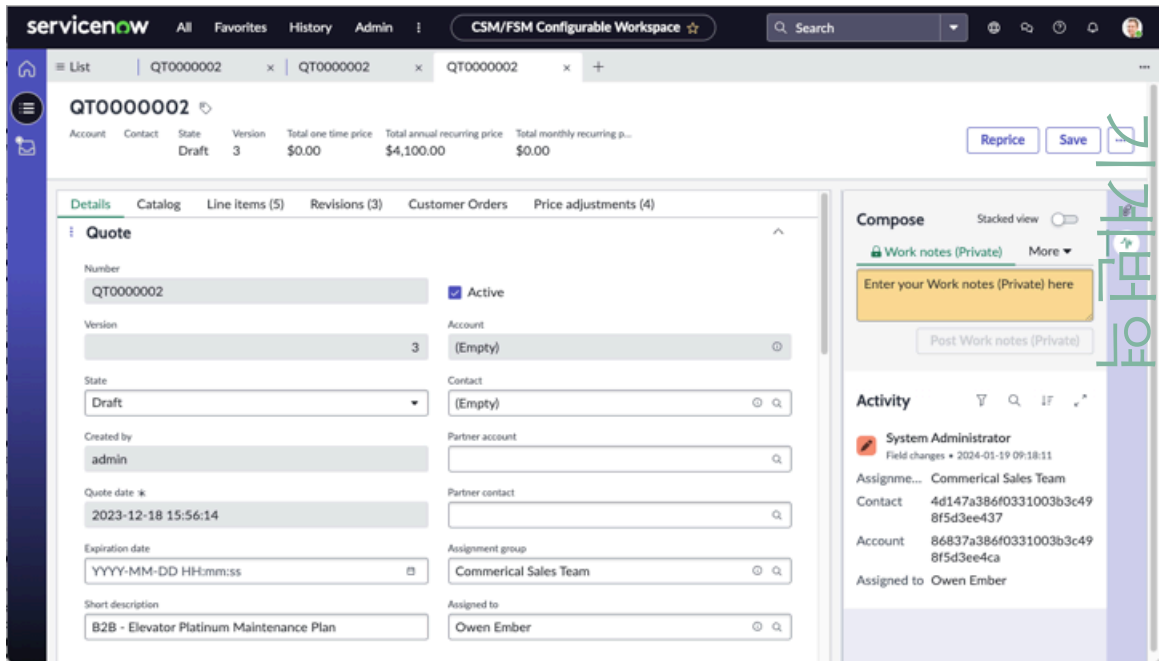 servicenow All Favorites History Admin CSM/FSM Configurable Workspace Search
List QT0000002 × QT0000002 × QT0000002 × +
QT0000002
Account Contact State Version Total one time price Total annual recurring price Total monthly recurring p...
Draft 3 $0.00 $4,100.00 $0.00
Reprice Save ...
Details Catalog Line items (5) Revisions (3) Customer Orders Price adjustments (4)
Quote
Number
QT0000002
Active
Version
3
Account
(Empty)
State
Draft
Contact
(Empty)
Created by
admin
Partner account
Quote date *
2023-12-18 15:56:14
Partner contact
Expiration date
YYYY-MM-DD HH:mm:ss
Assignment group
Commerical Sales Team
Short description
B2B - Elevator Platinum Maintenance Plan
Assigned to
Owen Ember
Compose Stacked view
Work notes (Private) More
Enter your Work notes (Private) here
Post Work notes (Private)
Activity
System Administrator
Field changes • 2024-01-19 09:18:11
Assignme... Commerical Sales Team
Contact 4d147a386f0331003b3c49
8f5d3ee437
Account 86837a386f0331003b3c49
8f5d3ee4ca
Assigned to Owen Ember
기계번역